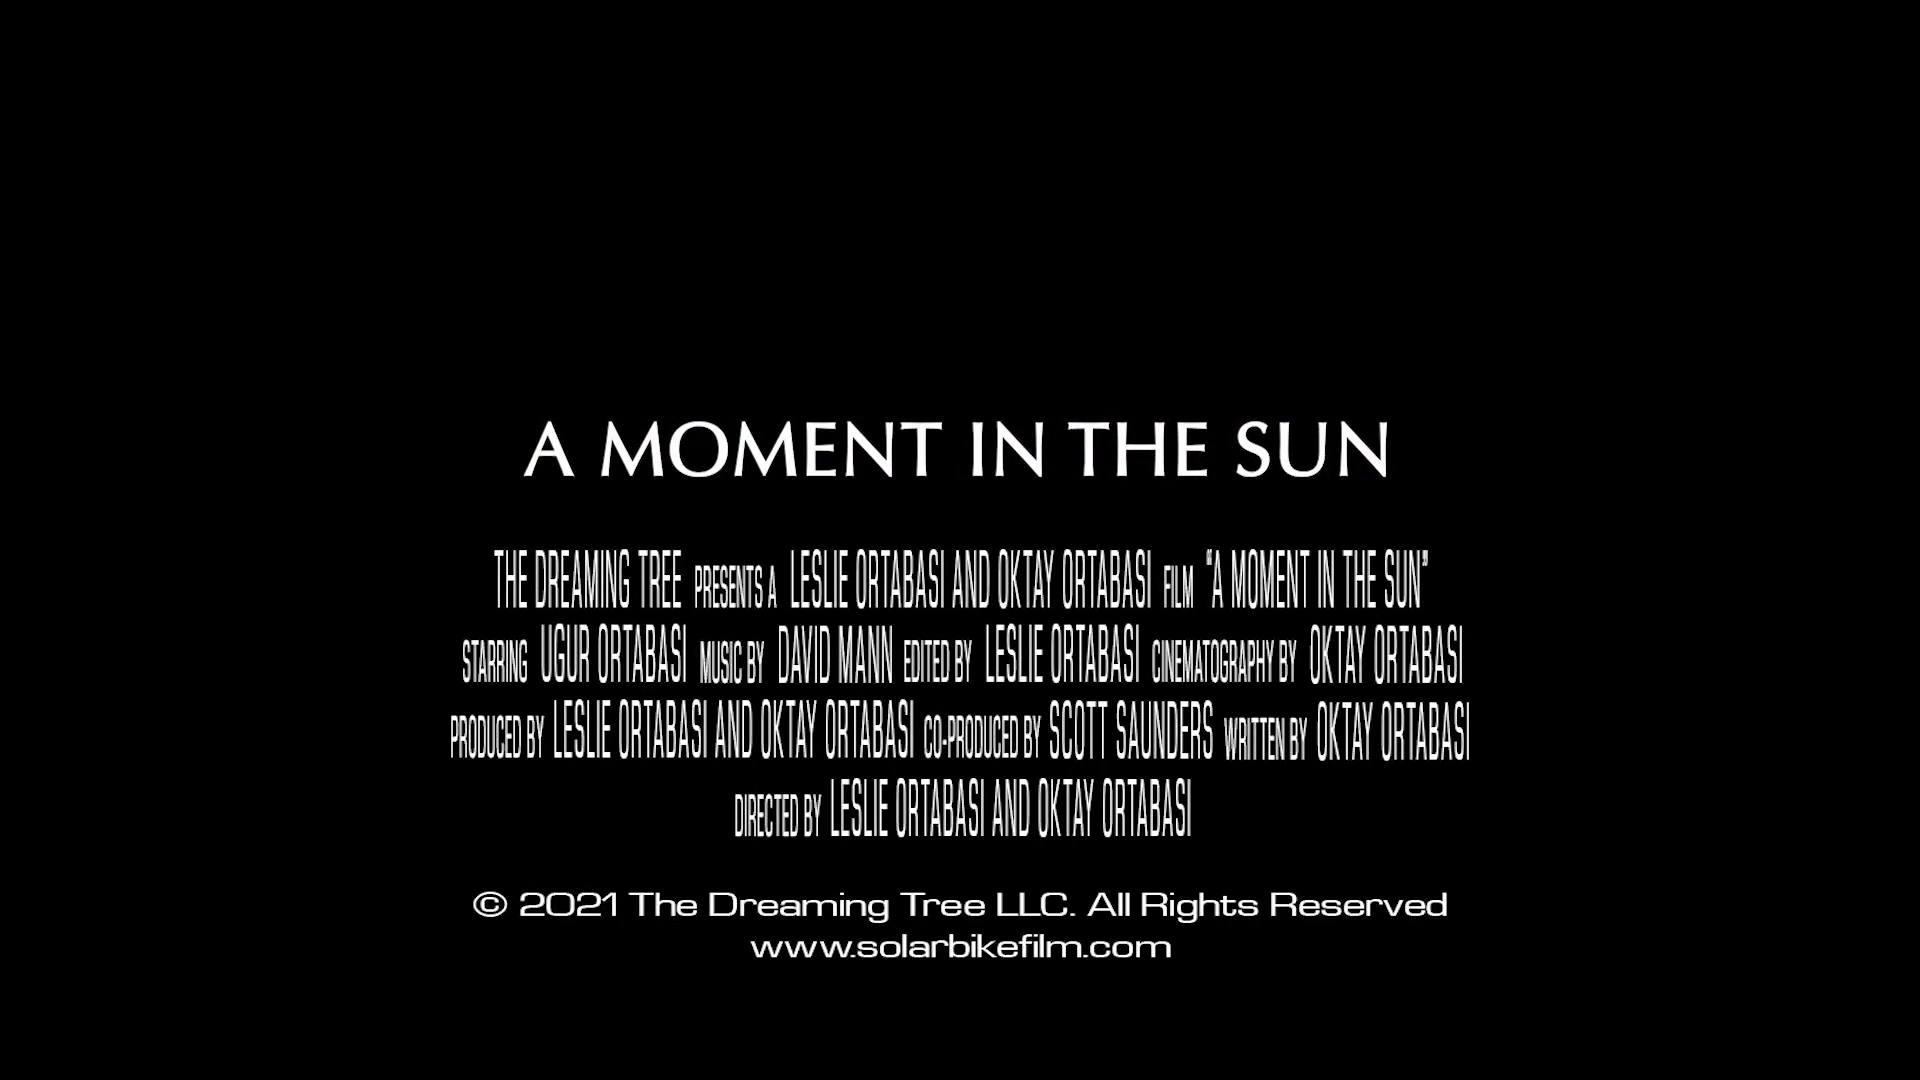 A MOMENT IN THE SUN
THE DREAMING TREE PRESENTS A LESLIE ORTABASI AND OKTAY ORTABASI FILM "A MOMENT IN THE SUN"
STARRING UGUR ORTABASI MUSIC BY DAVID MANN EDITED BY LESLIE ORTABASI CINEMATOGRAPHY BY OKTAY ORTABASI
PRODUCED BY LESLIE ORTABASI AND OKTAY ORTABASI CO-PRODUCED BY SCOTT SAUNDERS WRITTEN BY OKTAY ORTABASI
DIRECTED BY LESLIE ORTABASI AND OKTAY ORTABASI
© 2021 The Dreaming Tree LLC. All Rights Reserved
www.solarbikefilm.com